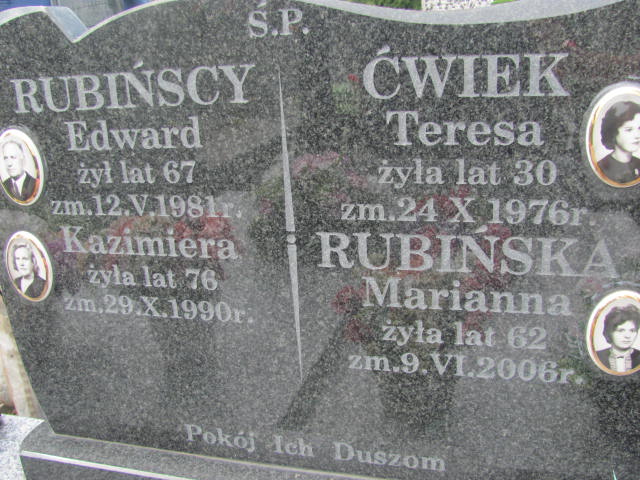 Ś.P.
RUBIŃSCY
Edward
żył lat 67
zm.12.V.1981r.
Kazimiera
żyła lat 76
zm.29.X.1990r.
ĆWIEK
Teresa
żyła lat 30
zm.24 X 1976r.
RUBIŃSKA
Marianna
żyła lat 62
zm.9.VI.2006r.
Pokój Ich Duszom